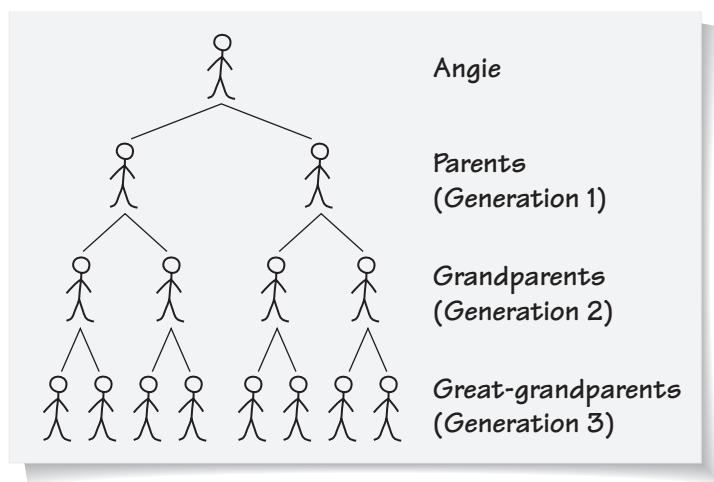 Angie
Parents
(Generation 1)
Grandparents
(Generation 2)
Great-grandparents
(Generation 3)